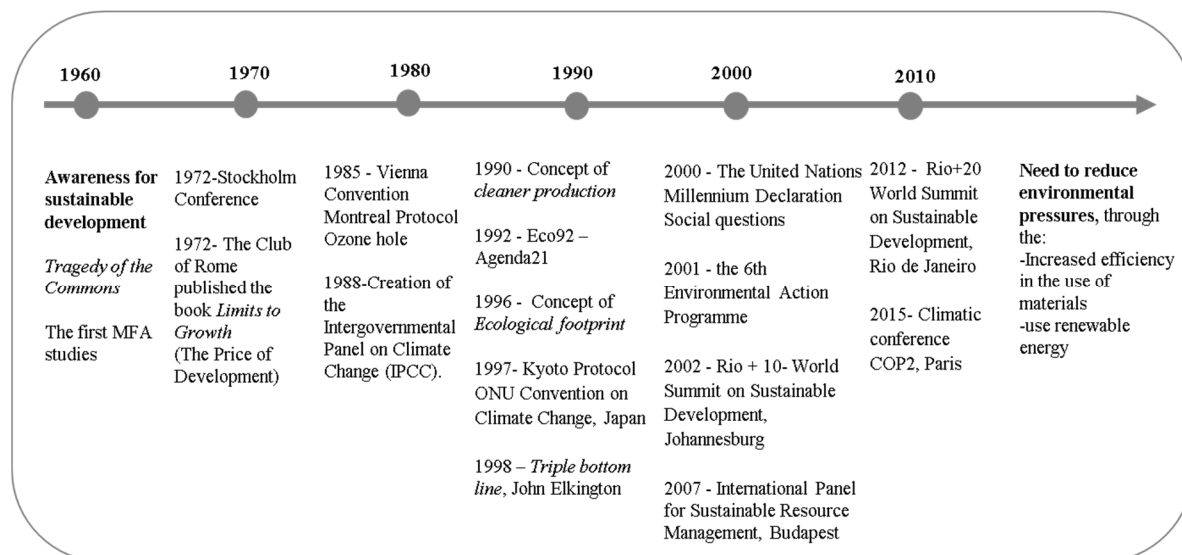 1960
1970
1980
1990
2000
2010
Awareness for
sustainable
development
Tragedy of the
Commons
The first MFA
studies
1972-Stockholm
Conference
1972- The Club
of Rome
published the
book Limits to
Growth
(The Price of
Development)
1985 - Vienna
Convention
Montreal Protocol
Ozone hole
1988-Creation of
the
Intergovernmental
Panel on Climate
Change (IPCC).
1990 - Concept of
cleaner production
1992 - Eco92 –
Agenda21
1996 - Concept of
Ecological footprint
1997- Kyoto Protocol
ONU Convention on
Climate Change, Japan
1998 – Triple bottom
line, John Elkington
2000 - The United Nations
Millennium Declaration
Social questions
2001 - the 6th
Environmental Action
Programme
2002 - Rio + 10- World
Summit on Sustainable
Development,
Johannesburg
2007 - International Panel
for Sustainable Resource
Management, Budapest
2012 - Rio+20
World Summit
on Sustainable
Development,
Rio de Janeiro
2015- Climatic
conference
COP2, Paris
Need to reduce
environmental
pressures, through
the:
-Increased efficiency
in the use of
materials
-use renewable
energy